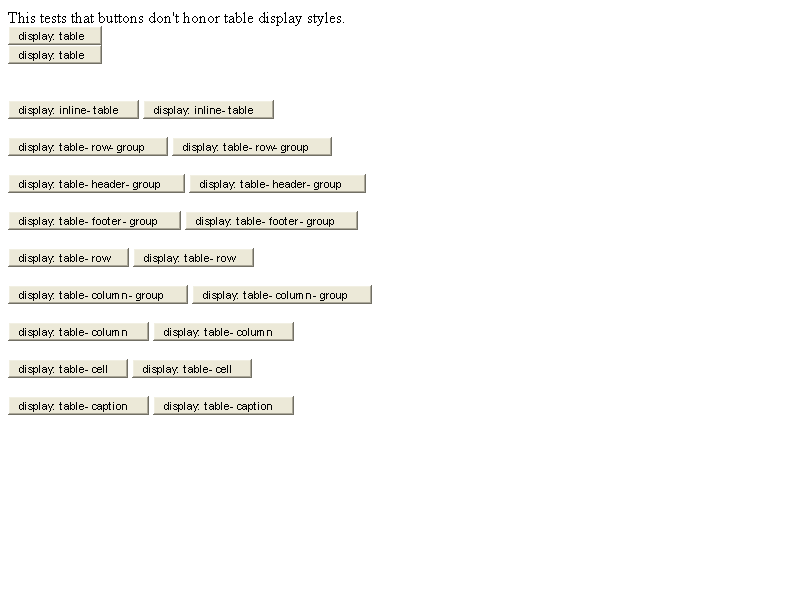 This tests that buttons don't honor table display styles.
display: table
display: table
display: inline-table display: inline-table
display: table-row-group display: table-row-group
display: table-header-group display: table-header-group
display: table-footer-group display: table-footer-group
display: table-row display: table-row
display: table-column-group display: table-column-group
display: table-column display: table-column
display: table-cell display: table-cell
display: table-caption display: table-caption